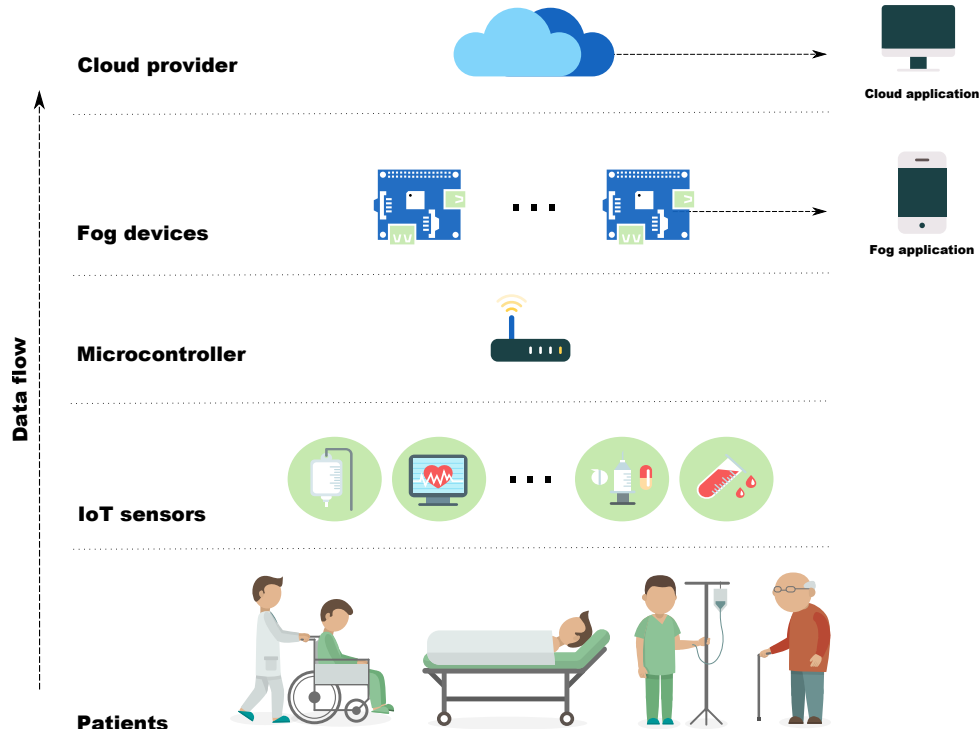 Cloud provider
Cloud application
Fog devices
Fog application
Microcontroller
Data flow
IoT sensors
Patients